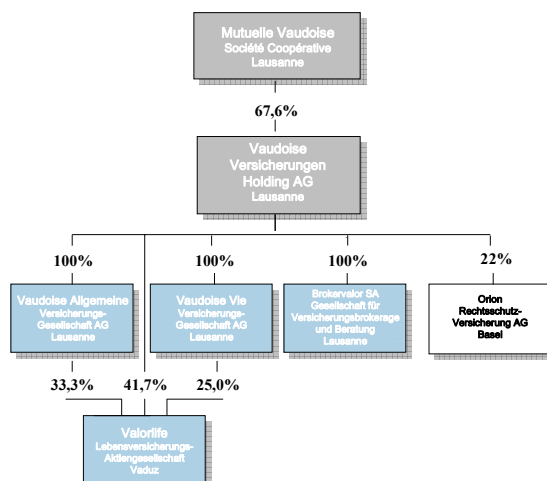 Mutuelle Vaudoise
Société Coopérative
Lausanne
67,6%
Vaudoise
Versicherungen
Holding AG
Lausanne
100%
100%
100%
22%
Vaudoise Allgemeine
Versicherungs-
Gesellschaft AG
Lausanne
Vaudoise Vie
Versicherungs-
Gesellschaft AG
Lausanne
Brokervalor SA
Gesellschaft für
Versicherungsbrokerage
und Beratung
Lausanne
Orion
Rechtsschutz-
Versicherung AG
Basel
33,3%
41,7%
25,0%
Valorlife
Lebensversicherungs-
Aktiengesellschaft
Vaduz